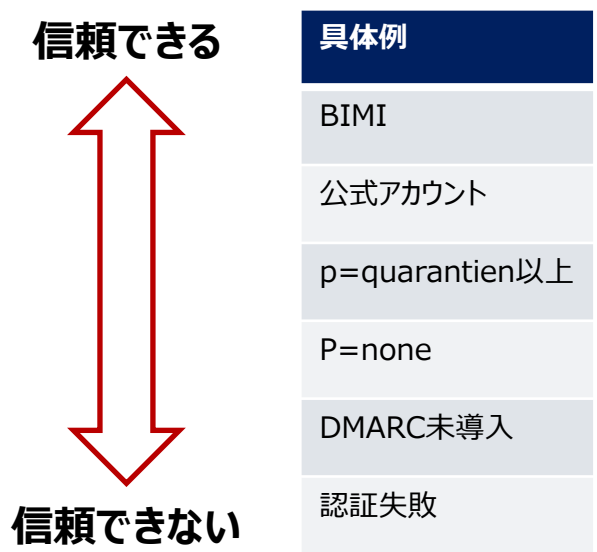 信頼できる
具体例
BIMI
公式アカウント
p=quarantien以上
P=none
DMARC未導入
認証失敗
信頼できない